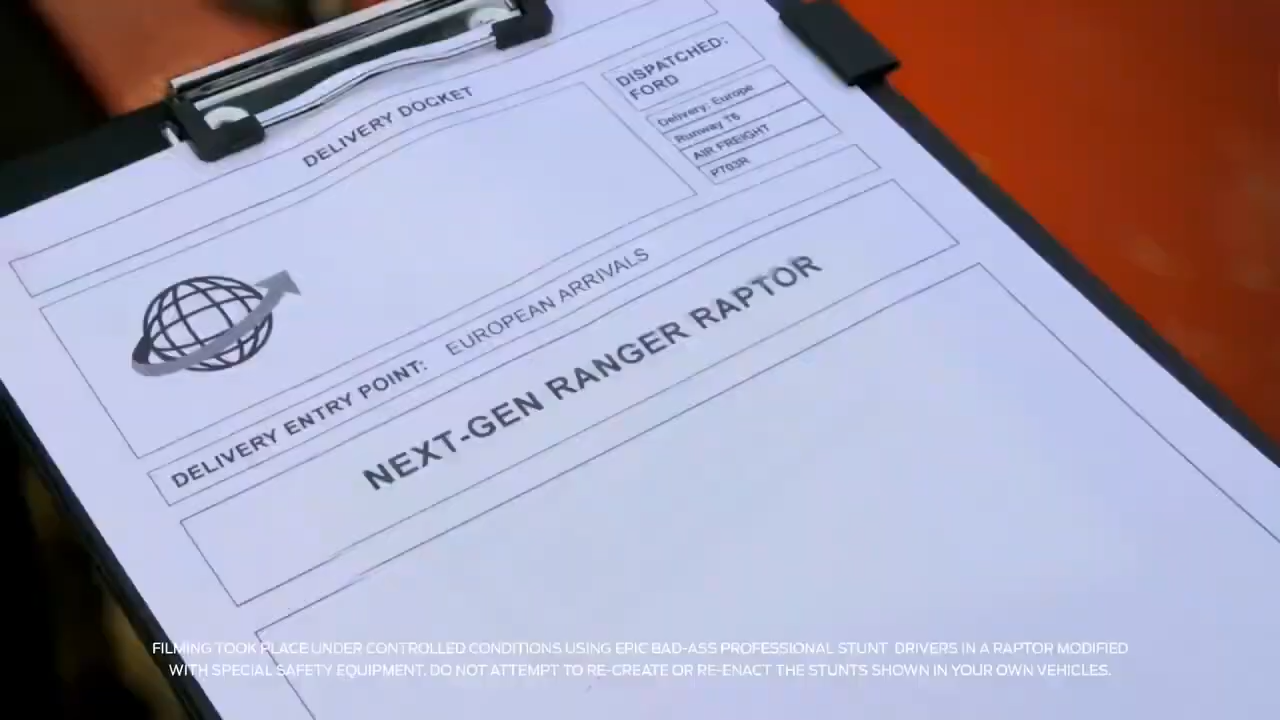 DELIVERY DOCKET
DISPATCHED:
FORD
Delivery: Europe
Runway T6
AIR FREIGHT
P703R
DELIVERY ENTRY POINT: EUROPEAN ARRIVALS
NEXT-GEN RANGER RAPTOR
FILMING TOOK PLACE UNDER CONTROLLED CONDITIONS USING EPIC BAD-ASS PROFESSIONAL STUNT DRIVERS IN A RAPTOR MODIFIED
WITH SPECIAL SAFETY EQUIPMENT. DO NOT ATTEMPT TO RE-CREATE OR RE-ENACT THE STUNTS SHOWN IN YOUR OWN VEHICLES.